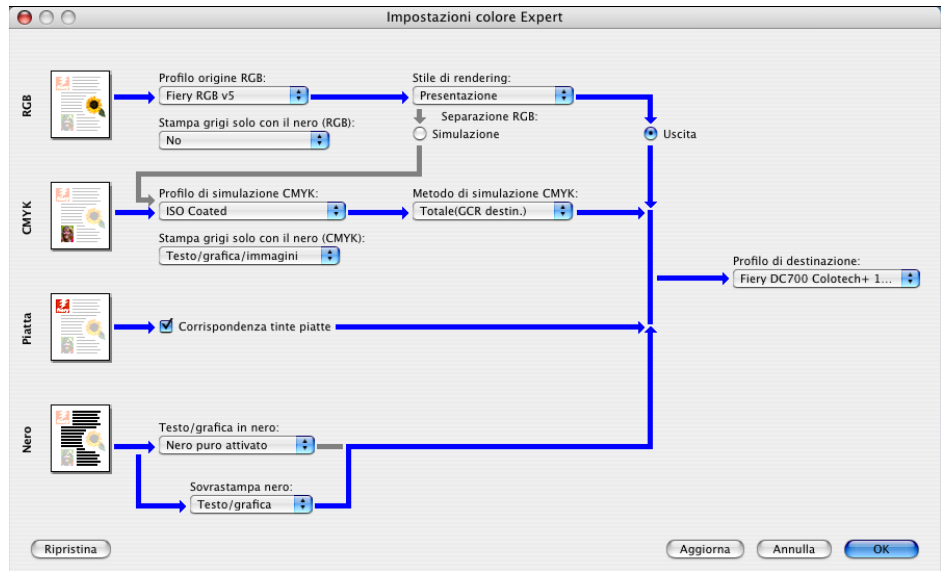 Impostazioni colore Expert
RGB
Profilo origine RGB:
Fiery RGB v5
Stampa grigi solo con il nero (RGB):
No
Stile di rendering:
Presentazione
Separazione RGB:
Simulazione
Uscita
CMYK
Profilo di simulazione CMYK:
ISO Coated
Metodo di simulazione CMYK:
Totale(GCR destin.)
Stampa grigi solo con il nero (CMYK):
Testo/grafica/immagini
Profilo di destinazione:
Fiery DC700 Colotech+ 1...
Piatta
Corrispondenza tinte piatte
Nero
Testo/grafica in nero:
Nero puro attivato
Sovrastampa nero:
Testo/grafica
Ripristina
Aggiorna
Annulla
OK